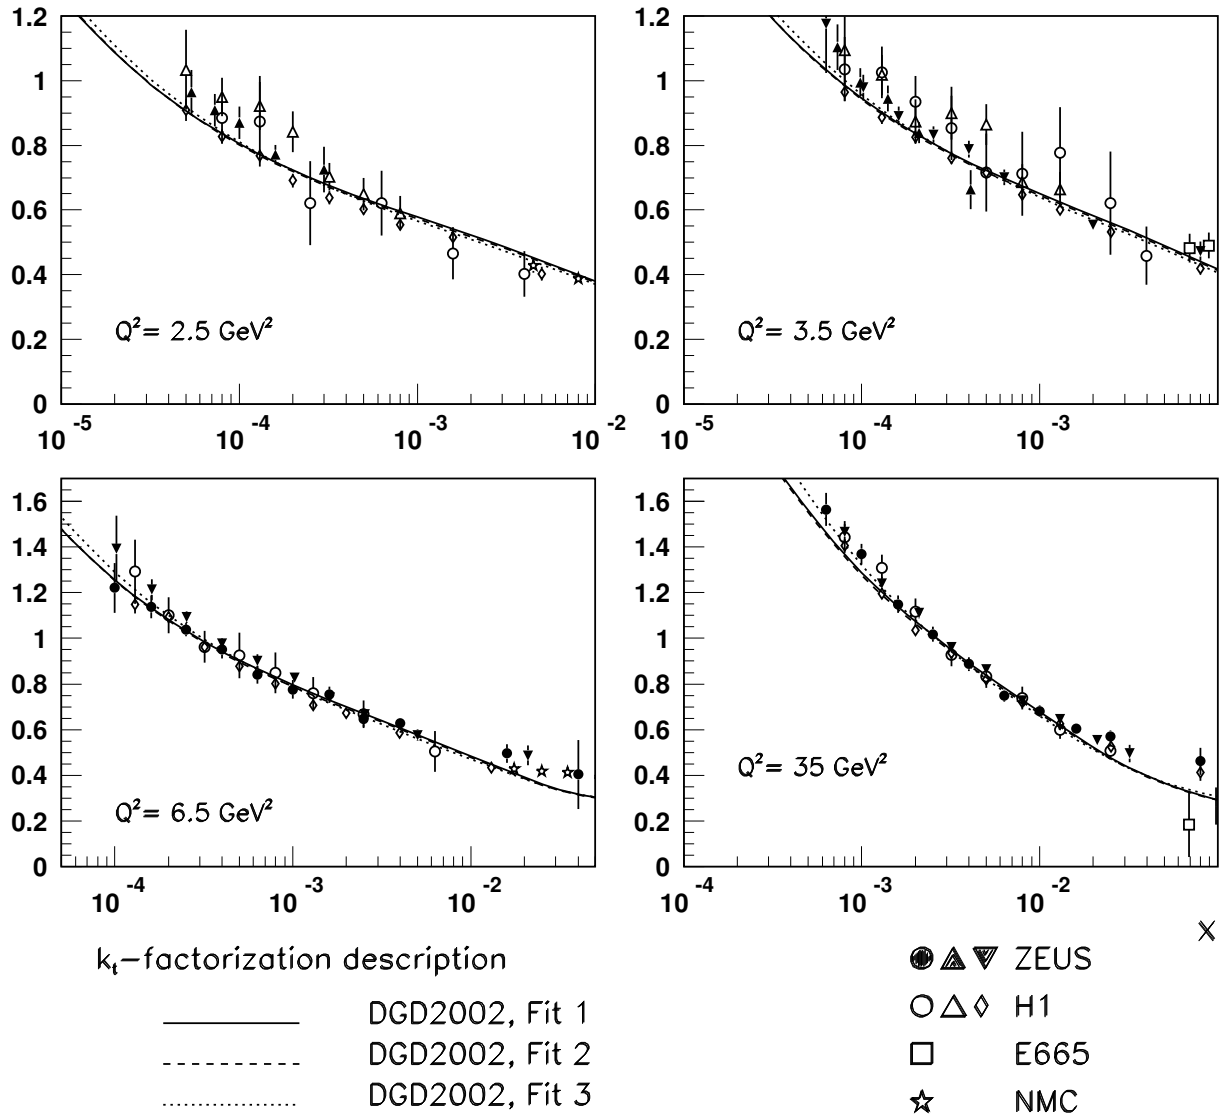 1.2
1
0.8
0.6
0.4
0.2
0
Q²= 2.5 GeV²
10⁻⁵ 10⁻⁴ 10⁻³ 10⁻²
1.2
1
0.8
0.6
0.4
0.2
0
Q²= 3.5 GeV²
10⁻⁵ 10⁻⁴ 10⁻³
1.6
1.4
1.2
1
0.8
0.6
0.4
0.2
0
Q²= 6.5 GeV²
10⁻⁴ 10⁻³ 10⁻²
1.6
1.4
1.2
1
0.8
0.6
0.4
0.2
0
Q²= 35 GeV²
10⁻⁴ 10⁻³ 10⁻²
x
kₜ-factorization description
DGD2002, Fit 1
DGD2002, Fit 2
DGD2002, Fit 3
ZEUS
H1
E665
NMC